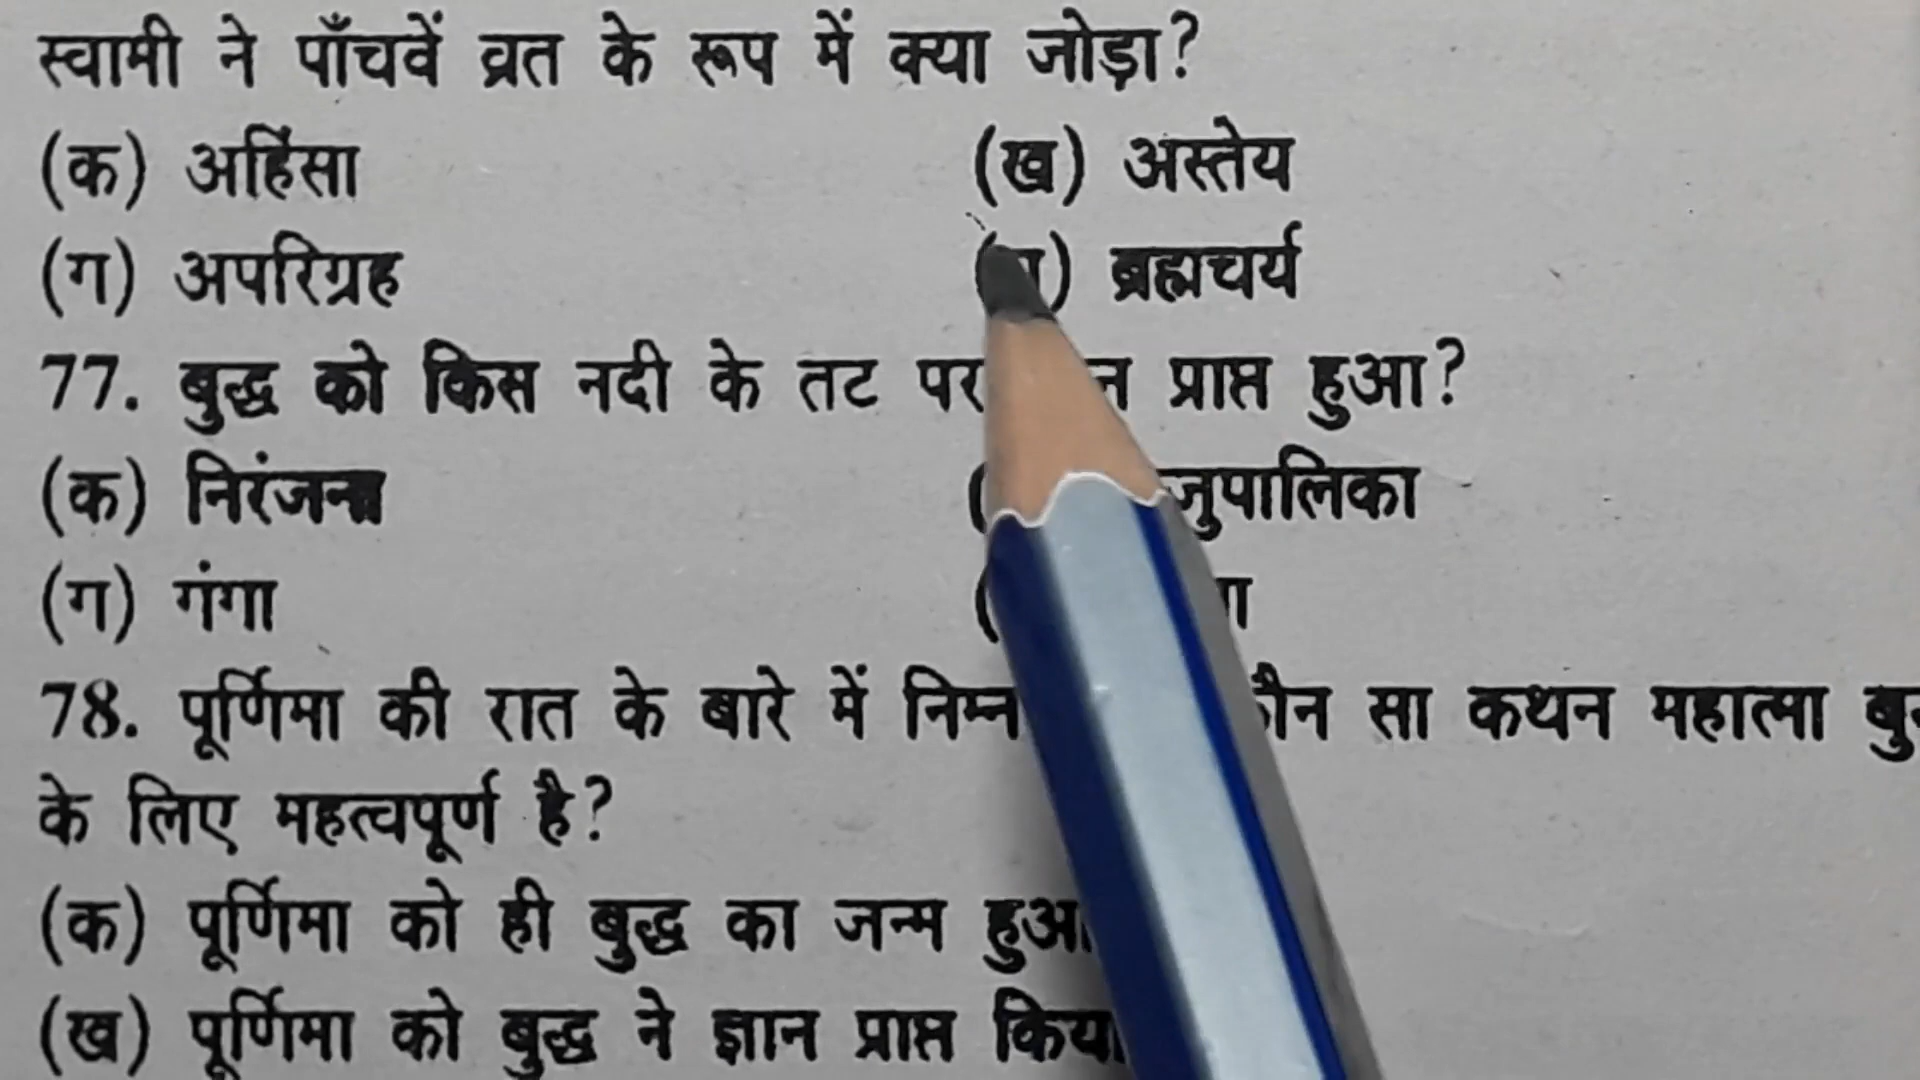 स्वामी ने पाँचवें व्रत के रूप में क्या जोड़ा?
(क) अहिंसा (ख) अस्तेय
(ग) अपरिग्रह ब्रह्मचर्य
77. बुद्ध को किस नदी के तट पर प्राप्त हुआ?
(क) निरंजना
(ग) गंगा
78. पूर्णिमा की रात के बारे में सा कथन महात्मा
के लिए महत्वपूर्ण है?
(क) पूर्णिमा को ही बुद्ध का जन्म हुआ
(ख) पूर्णिमा को बुद्ध ने ज्ञान प्राप्त किया